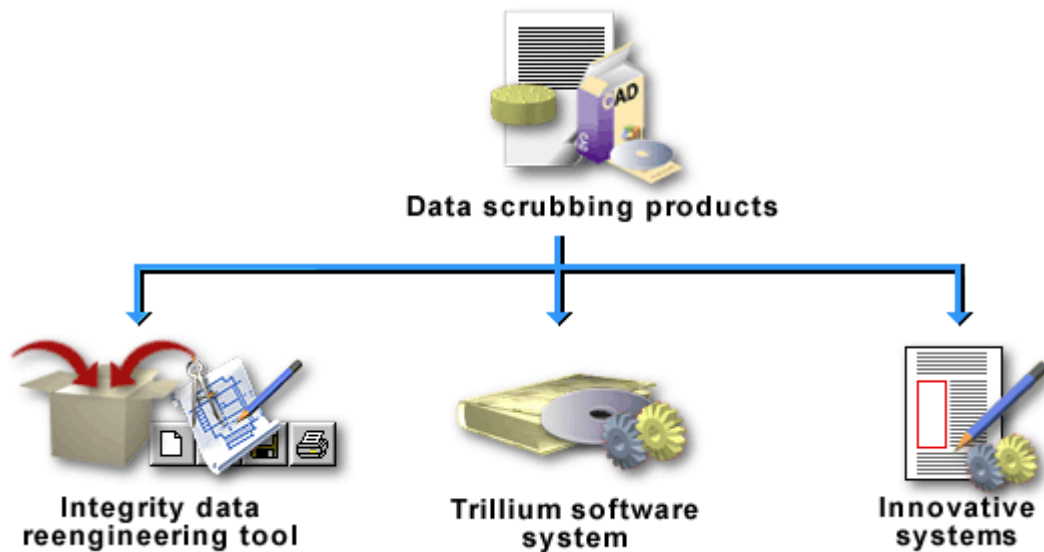 CAD
Data scrubbing products
Integrity data
reengineering tool
Trillium software
system
Innovative
systems